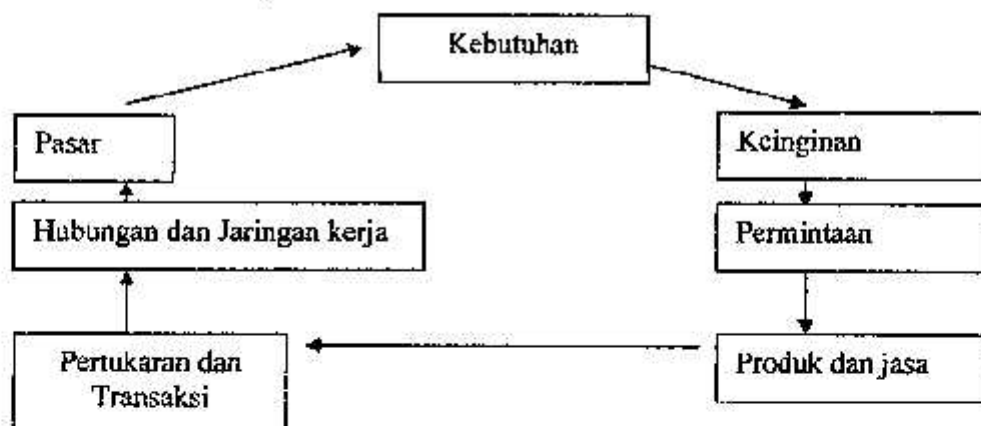 Kebutuhan
Pasar
Keinginan
Hubungan dan Jaringan kerja
Permintaan
Pertukaran dan
Transaksi
Produk dan jasa